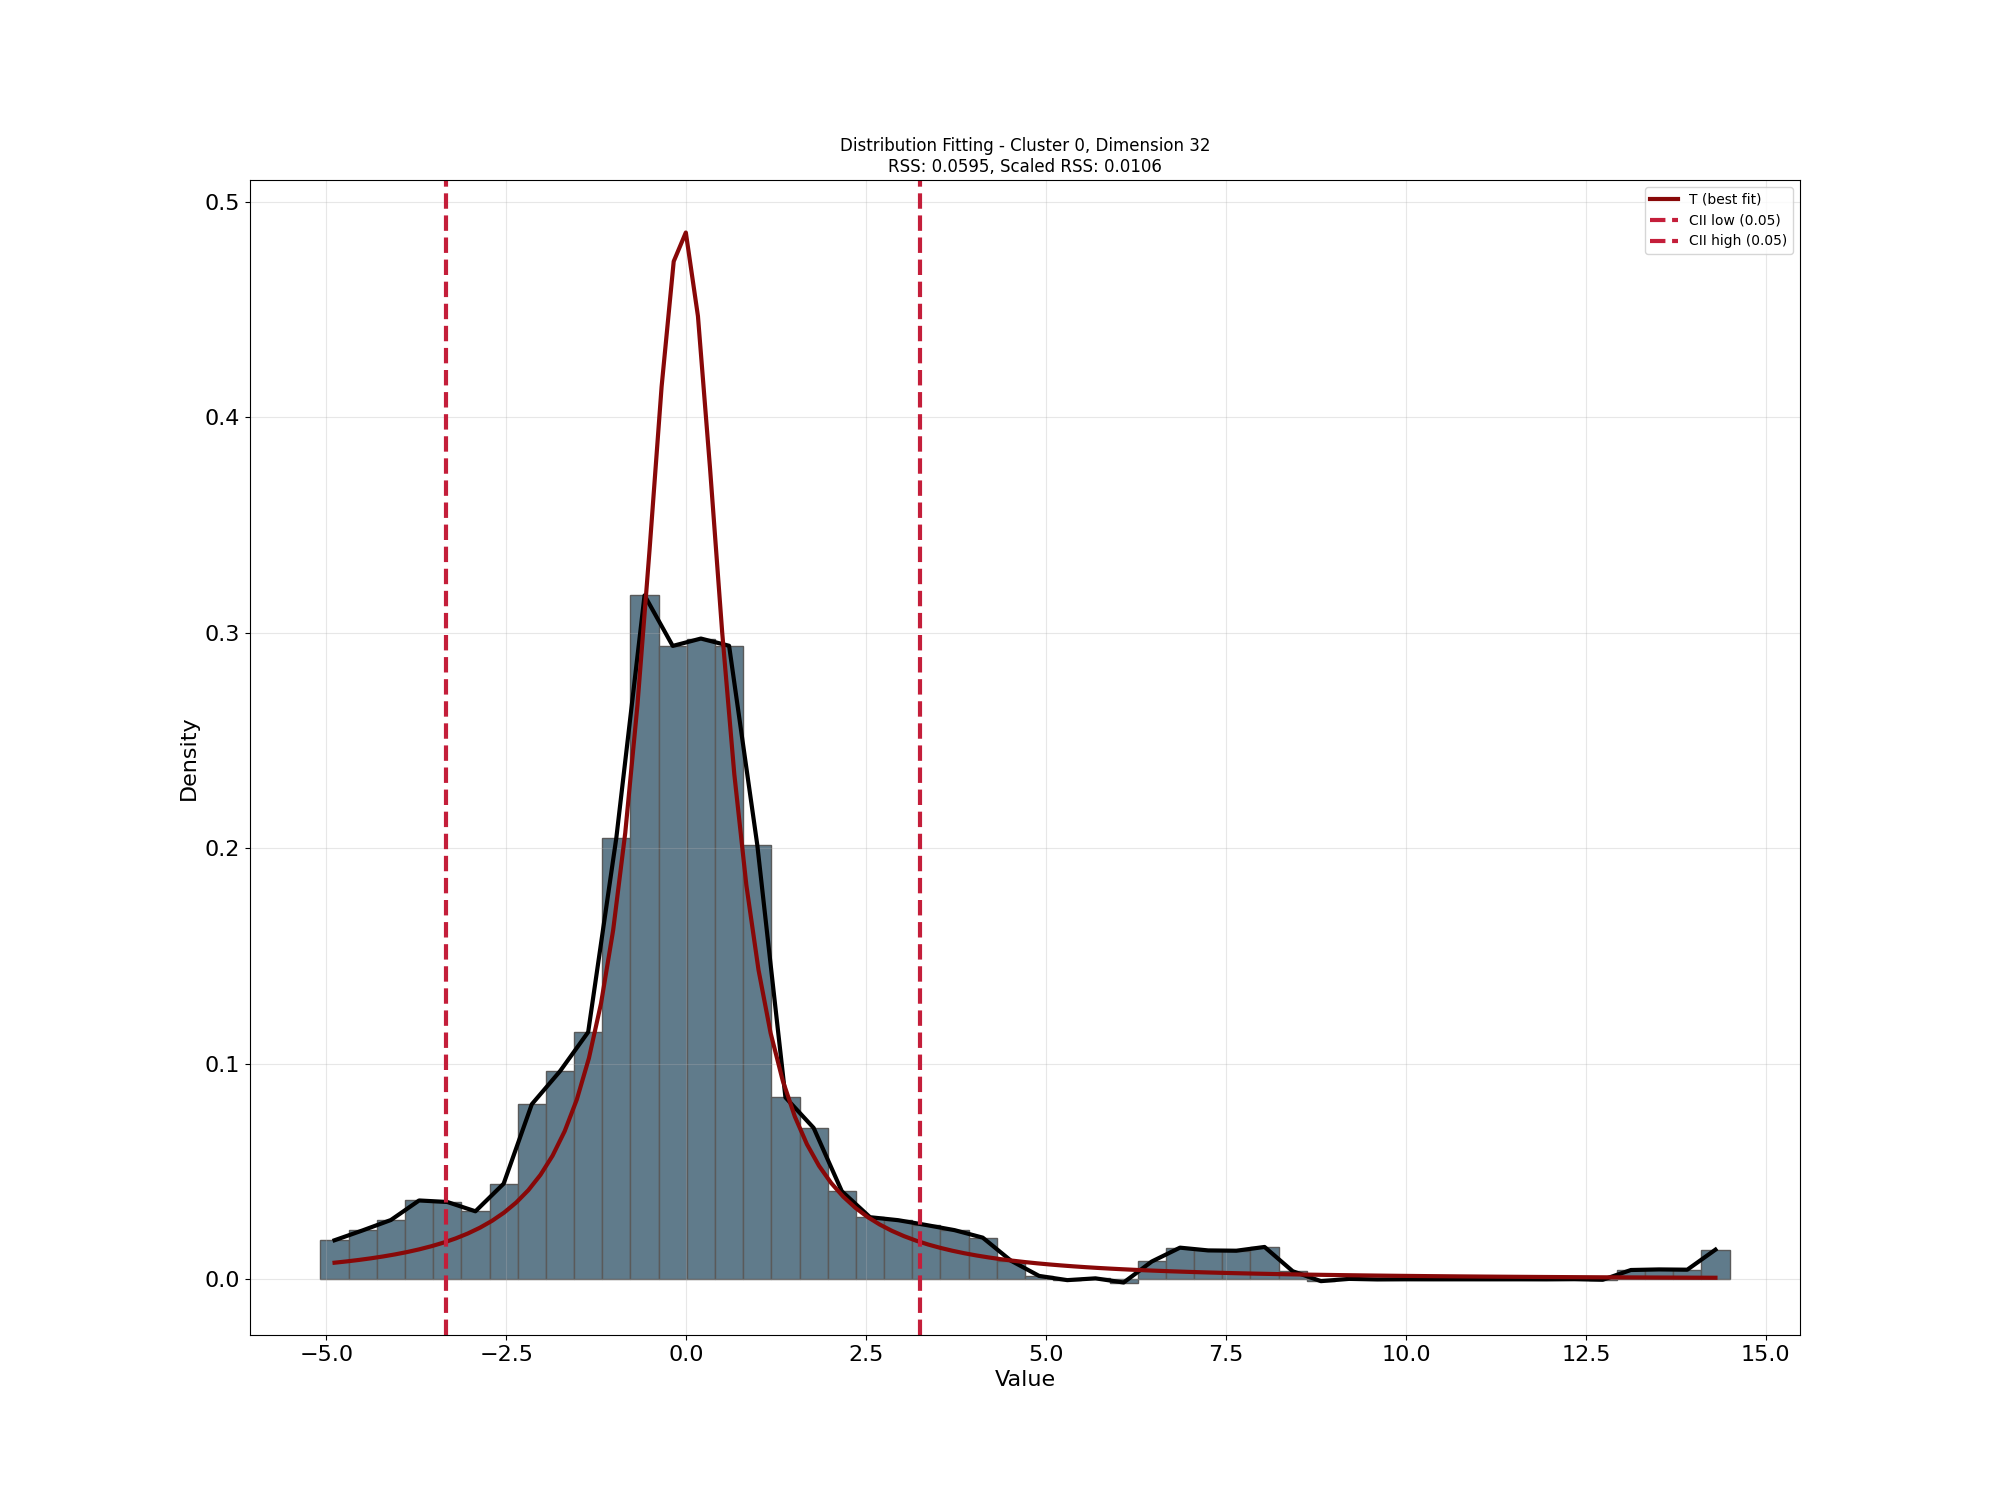 Distribution Fitting - Cluster 0, Dimension 32
RSS: 0.0595, Scaled RSS: 0.0106
T (best fit)
CII low (0.05)
CII high (0.05)
0.5
0.4
0.3
0.2
0.1
0.0
Density
−5.0 −2.5 0.0 2.5 5.0 7.5 10.0 12.5 15.0
Value